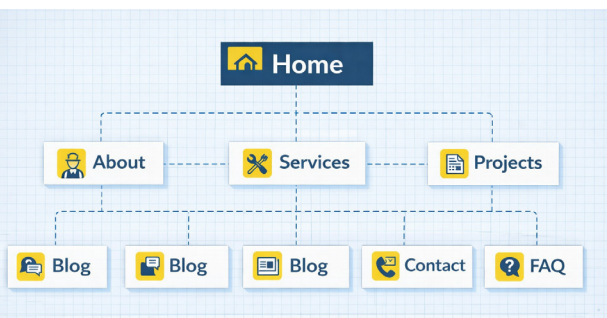 Home
About
Services
Projects
Blog
Blog
Blog
Contact
FAQ